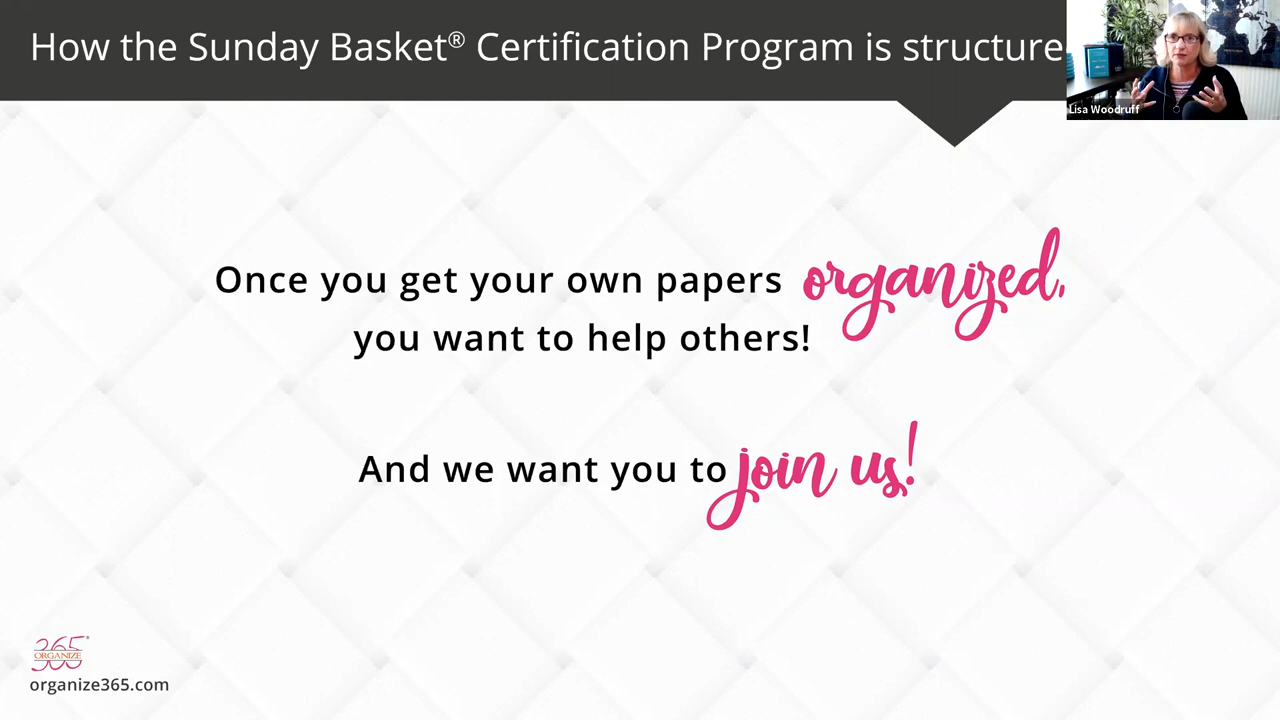 How the Sunday Basket® Certification Program is structure
Lisa Woodruff
Once you get your own papers organized,
you want to help others!
And we want you to join us!
365®
ORGANIZE
organize365.com